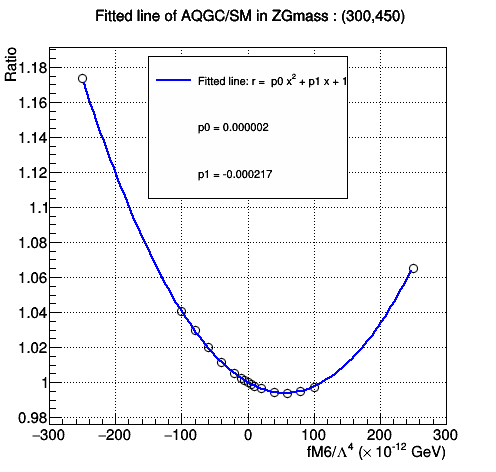 Fitted line of AQGC/SM in ZGmass : (300,450)
Ratio
1.18
1.16
1.14
1.12
1.1
1.08
1.06
1.04
1.02
1
0.98
Fitted line: r = p0 x² + p1 x + 1
p0 = 0.000002
p1 = -0.000217
−300 −200 −100 0 100 200 300
fM6/Λ⁴ (× 10⁻¹² GeV)